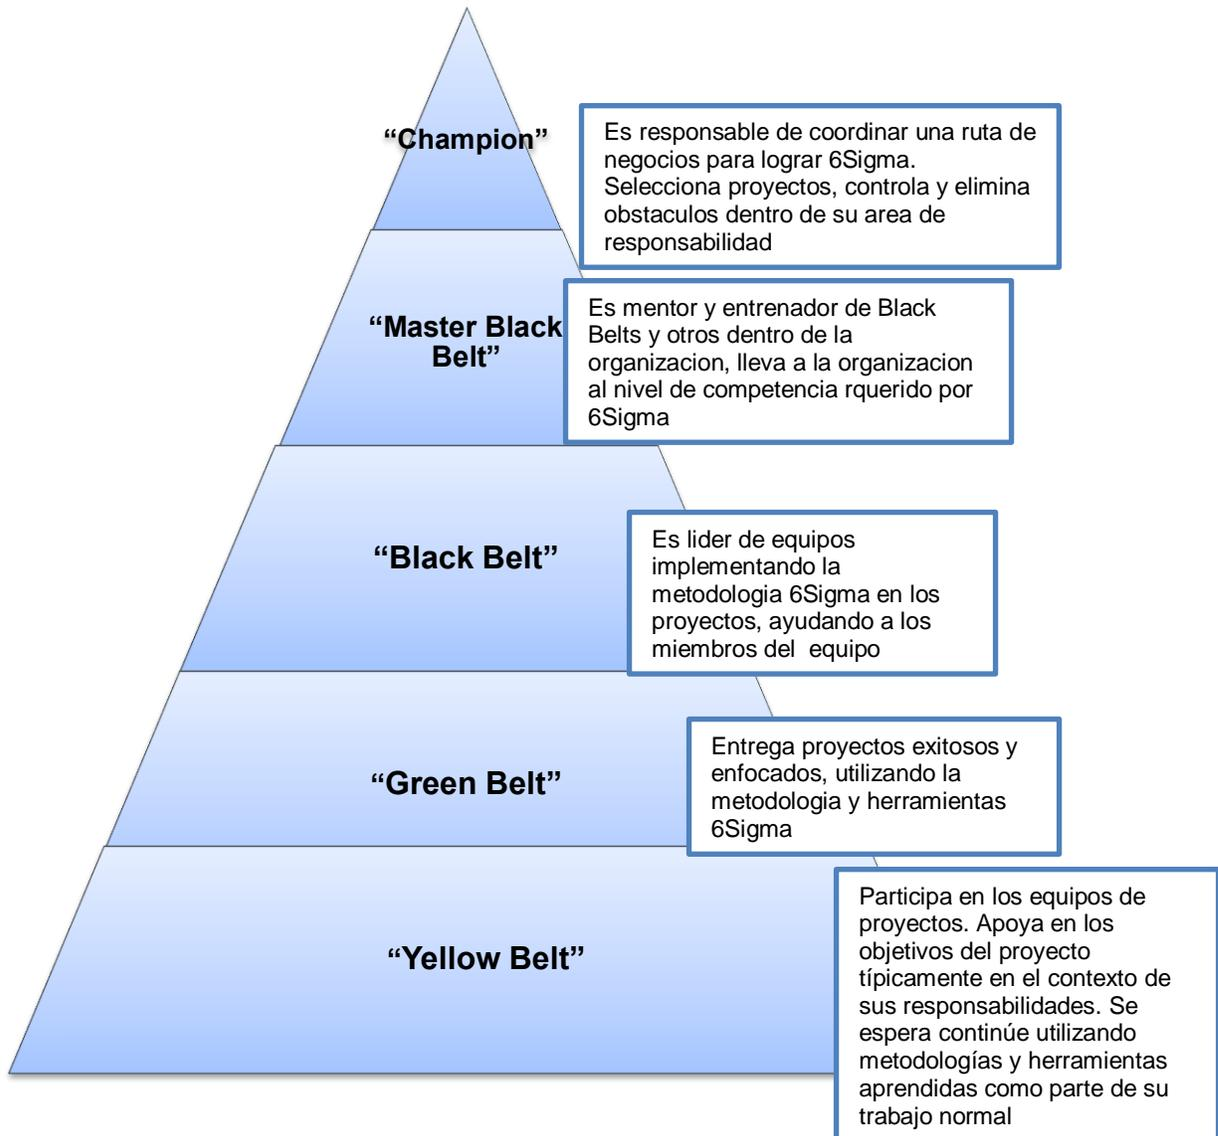 “Champion”
Es responsable de coordinar una ruta de
negocios para lograr 6Sigma.
Selecciona proyectos, controla y elimina
obstaculos dentro de su area de
responsabilidad
“Master Black
Belt”
Es mentor y entrenador de Black
Belts y otros dentro de la
organizacion, lleva a la organizacion
al nivel de competencia rquerido por
6Sigma
“Black Belt”
Es lider de equipos
implementando la
metodologia 6Sigma en los
proyectos, ayudando a los
miembros del  equipo
“Green Belt”
Entrega proyectos exitosos y
enfocados, utilizando la
metodologia y herramientas
6Sigma
“Yellow Belt”
Participa en los equipos de
proyectos. Apoya en los
objetivos del proyecto
típicamente en el contexto de
sus responsabilidades. Se
espera continúe utilizando
metodologías y herramientas
aprendidas como parte de su
trabajo normal